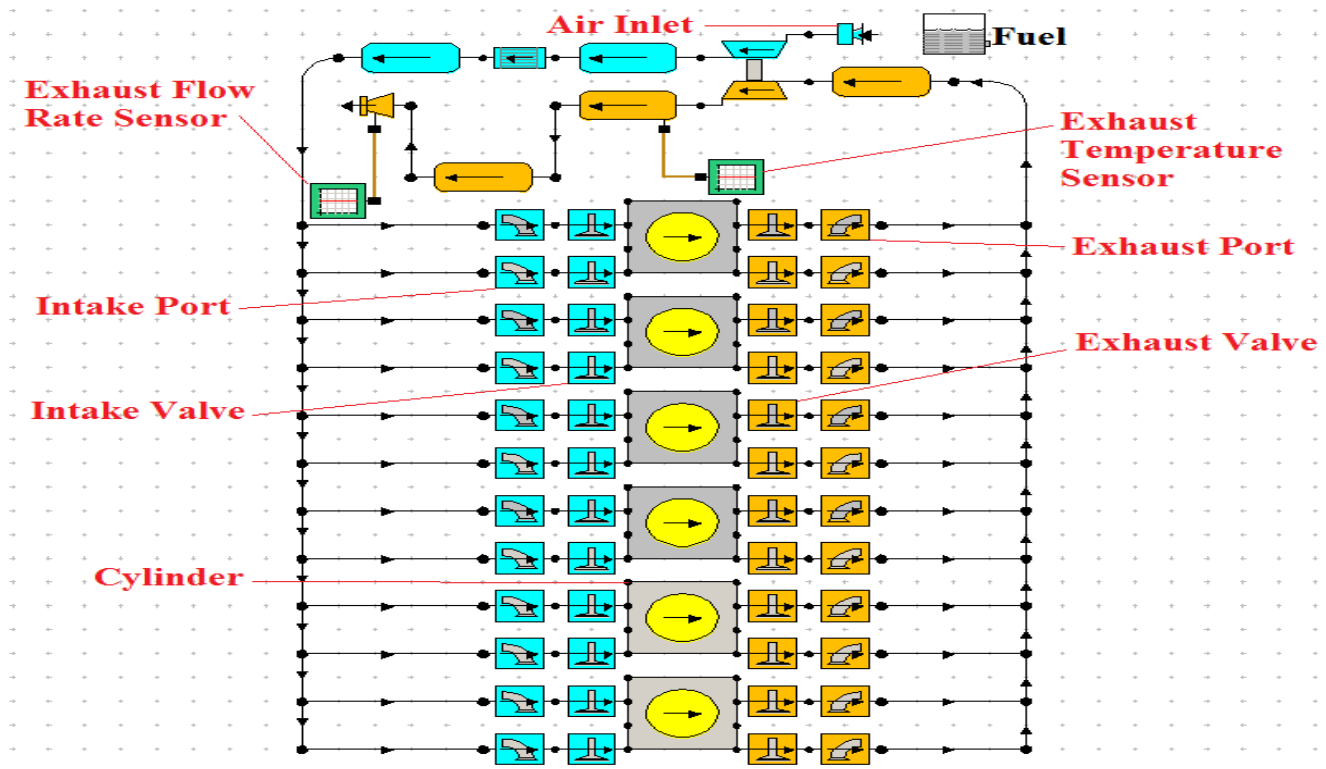 Air Inlet
Fuel
Exhaust Flow
Rate Sensor
Exhaust
Temperature
Sensor
Exhaust Port
Intake Port
Exhaust Valve
Intake Valve
Cylinder